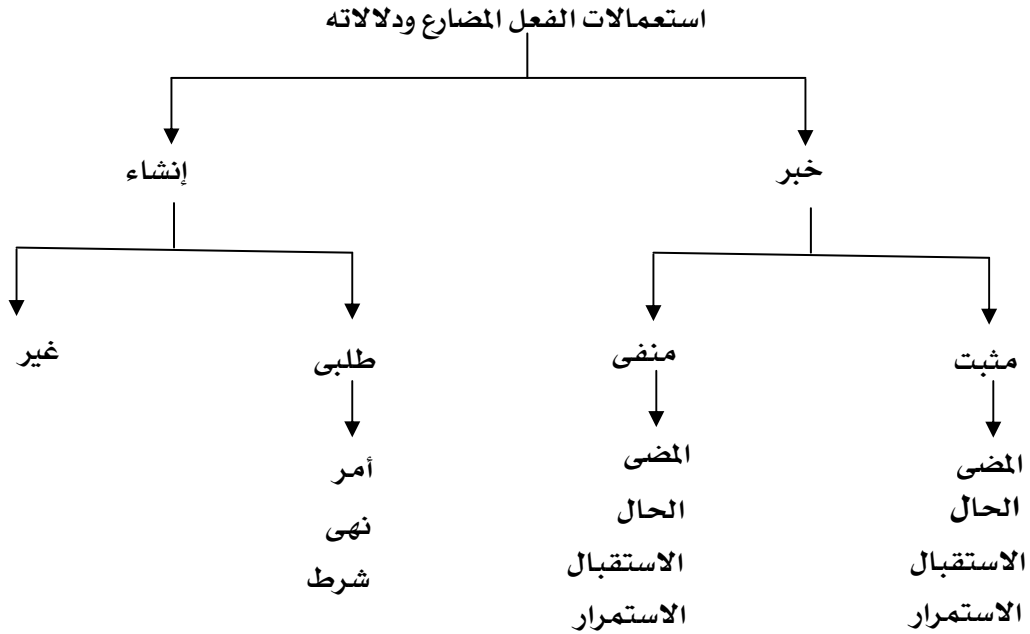 استعمالات الفعل المضارع ودلالاته
خبر
إنشاء
مثبت
منفى
طلبى
غير
المضى
الحال
الاستقبال
الاستمرار
المضى
الحال
الاستقبال
الاستمرار
أمر
نهى
شرط